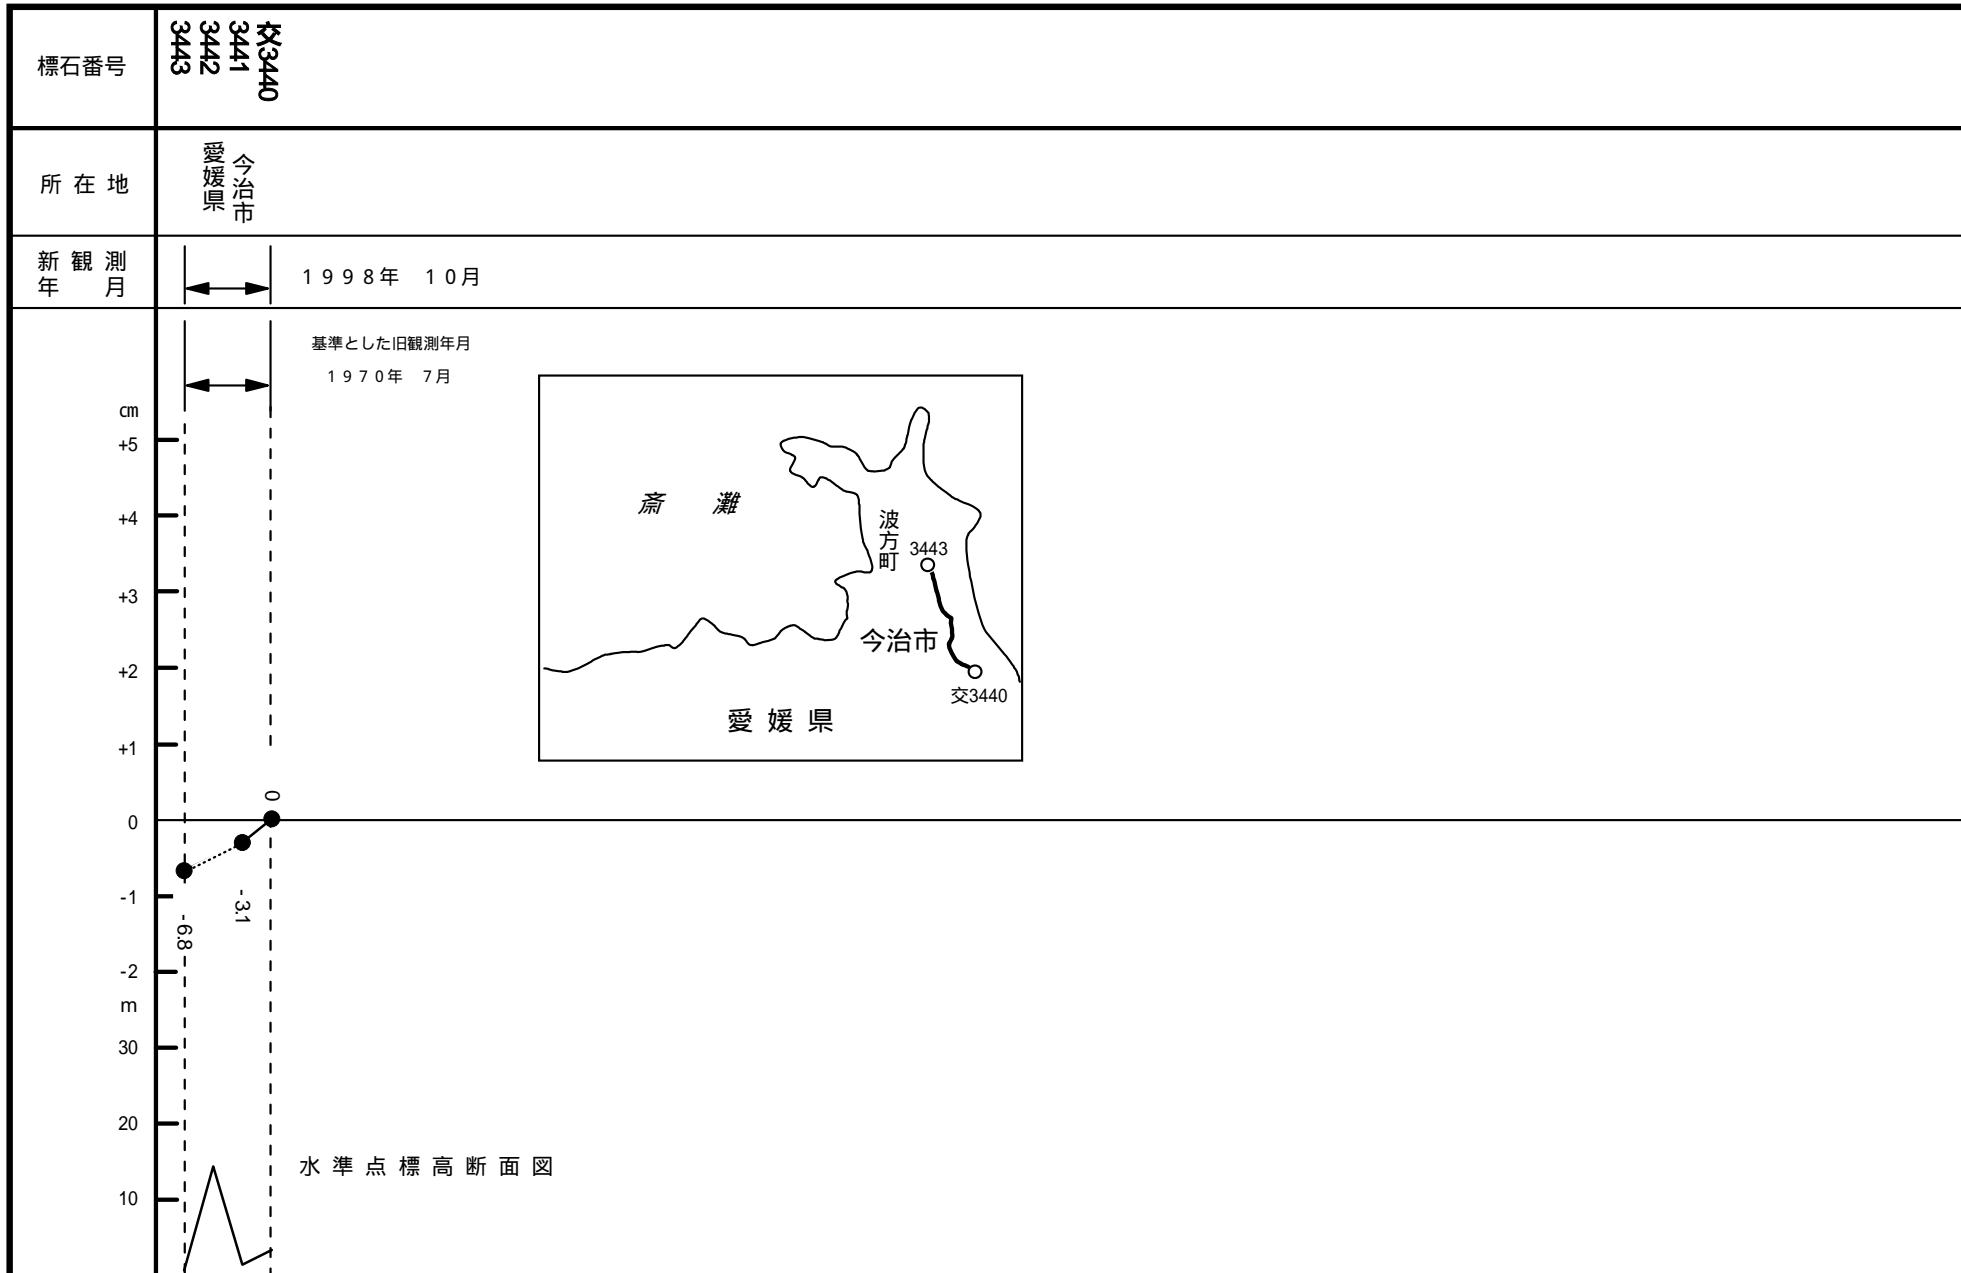 標石番号
3443
3442
3441
交3440
所在地
愛媛県
今治市
新観測
年 月
1998年 10月
基準とした旧観測年月
1970年 7月
cm
+5
+4
+3
+2
+1
0
-1
-2
m
30
20
10
斎 灘
波方町
3443
今治市
交3440
愛媛県
0
-3.1
-6.8
水準点標高断面図